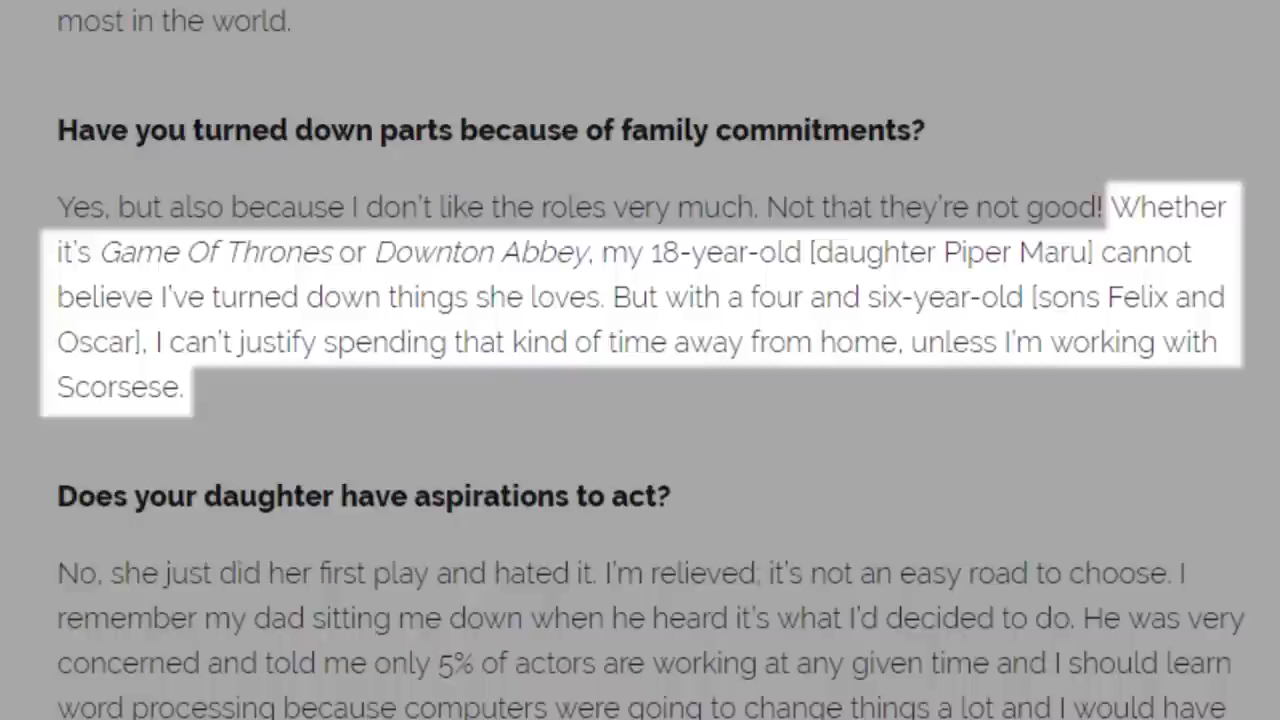 most in the world.
Have you turned down parts because of family commitments?
Yes, but also because I don't like the roles very much. Not that they're not good! Whether
it's Game Of Thrones or Downton Abbey, my 18-year-old [daughter Piper Maru] cannot
believe I've turned down things she loves. But with a four and six-year-old [sons Felix and
Oscar], I can't justify spending that kind of time away from home, unless I'm working with
Scorsese.
Does your daughter have aspirations to act?
No, she just did her first play and hated it. I'm relieved; it's not an easy road to choose. I
remember my dad sitting me down when he heard it's what I'd decided to do. He was very
concerned and told me only 5% of actors are working at any given time and I should learn
word processing because computers were going to change things a lot and I would have